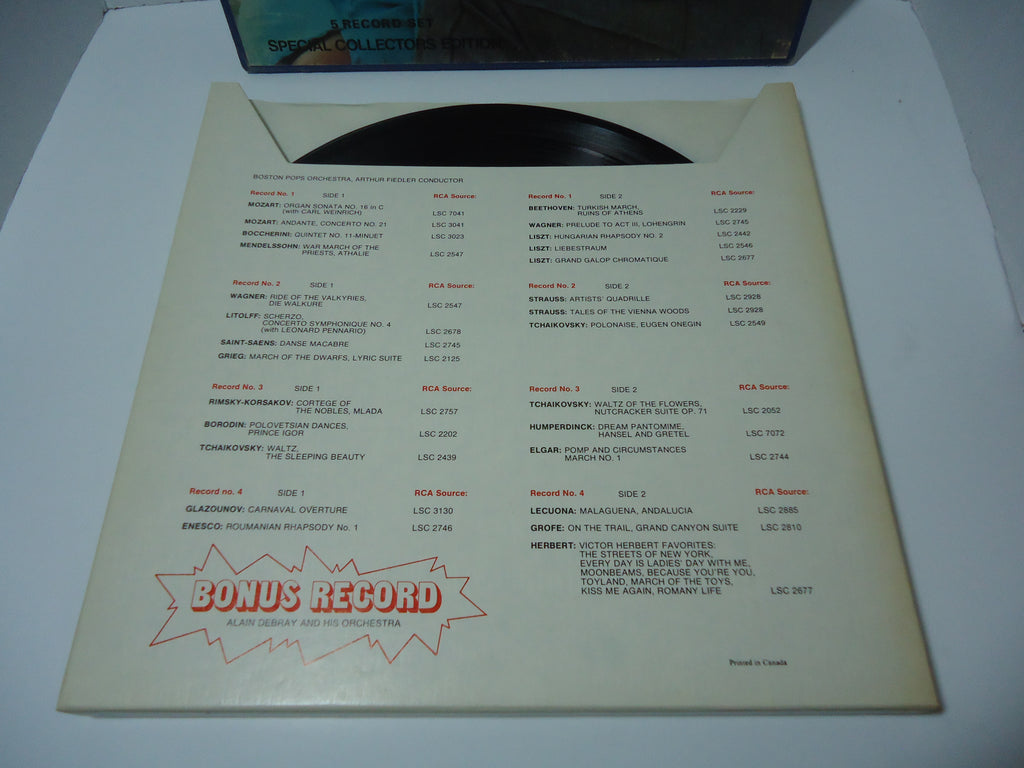 5 RECORD SET
SPECIAL COLLECTORS EDITION
BOSTON POPS ORCHESTRA, ARTHUR FIEDLER CONDUCTOR
Record No. 1 SIDE 1 RCA Source:
MOZART: ORGAN SONATA NO. 16 in C
(with CARL WEINRICH) LSC 7041
MOZART: ANDANTE, CONCERTO NO. 21 LSC 3041
BOCCHERINI: QUINTET NO. 11-MINUET LSC 3023
MENDELSSOHN: WAR MARCH OF THE
PRIESTS, ATHALIE LSC 2547
Record No. 1 SIDE 2 RCA Source:
BEETHOVEN: TURKISH MARCH,
RUINS OF ATHENS LSC 2229
WAGNER: PRELUDE TO ACT III, LOHENGRIN LSC 2745
LISZT: HUNGARIAN RHAPSODY NO. 2 LSC 2442
LISZT: LIEBESTRAUM LSC 2546
LISZT: GRAND GALOP CHROMATIQUE LSC 2677
Record No. 2 SIDE 1 RCA Source:
WAGNER: RIDE OF THE VALKYRIES,
DIE WALKURE LSC 2547
LITOLFF: SCHERZO,
CONCERTO SYMPHONIQUE NO. 4
(with LEONARD PENNARIO) LSC 2678
SAINT-SAENS: DANSE MACABRE LSC 2745
GRIEG: MARCH OF THE DWARFS, LYRIC SUITE LSC 2125
Record No. 2 SIDE 2 RCA Source:
STRAUSS: ARTISTS' QUADRILLE LSC 2928
STRAUSS: TALES OF THE VIENNA WOODS LSC 2928
TCHAIKOVSKY: POLONAISE, EUGEN ONEGIN LSC 2549
Record No. 3 SIDE 1 RCA Source:
RIMSKY-KORSAKOV: CORTEGE OF
THE NOBLES, MLADA LSC 2757
BORODIN: POLOVETSIAN DANCES,
PRINCE IGOR LSC 2202
TCHAIKOVSKY: WALTZ,
THE SLEEPING BEAUTY LSC 2439
Record No. 3 SIDE 2 RCA Source:
TCHAIKOVSKY: WALTZ OF THE FLOWERS,
NUTCRACKER SUITE OP. 71 LSC 2052
HUMPERDINCK: DREAM PANTOMIME,
HANSEL AND GRETEL LSC 7072
ELGAR: POMP AND CIRCUMSTANCES
MARCH NO. 1 LSC 2744
Record no. 4 SIDE 1 RCA Source:
GLAZOUNOV: CARNAVAL OVERTURE LSC 3130
ENESCO: ROUMANIAN RHAPSODY No. 1 LSC 2746
Record No. 4 SIDE 2 RCA Source:
LECUONA: MALAGUENA, ANDALUCIA LSC 2885
GROFE: ON THE TRAIL, GRAND CANYON SUITE LSC 2810
HERBERT: VICTOR HERBERT FAVORITES:
THE STREETS OF NEW YORK,
EVERY DAY IS LADIES' DAY WITH ME,
MOONBEAMS, BECAUSE YOU'RE YOU,
TOYLAND, MARCH OF THE TOYS,
KISS ME AGAIN, ROMANY LIFE LSC 2677
BONUS RECORD
ALAIN DEBRAY AND HIS ORCHESTRA
Printed in Canada